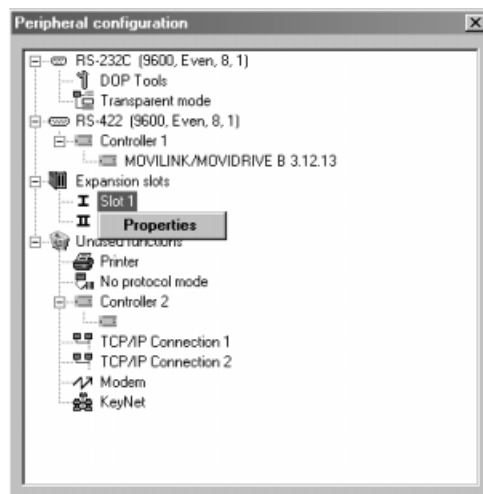 Peripheral configuration
RS-232C (9600, Even, 8, 1)
DOP Tools
Transparent mode
RS-422 (9600, Even, 8, 1)
Controller 1
MOVILINK/MOVIDRIVE B 3.12.13
Expansion slots
I Slot 1
II
Properties
Unused functions
Printer
No protocol mode
Controller 2
TCP/IP Connection 1
TCP/IP Connection 2
Modem
KeyNet